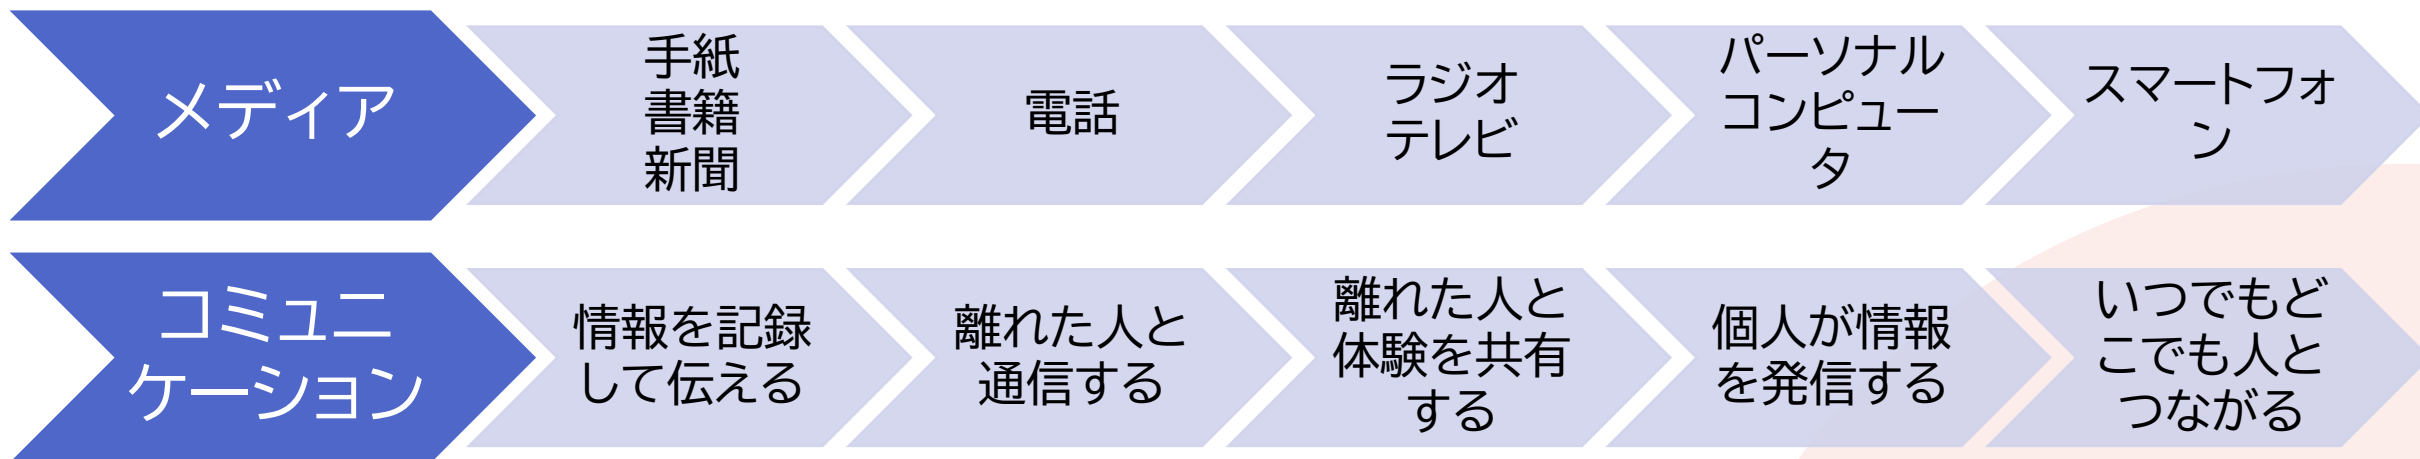 メディア
手紙
書籍
新聞
電話
ラジオ
テレビ
パーソナル
コンピュー
タ
スマートフォ
ン
コミュニ
ケーション
情報を記録
して伝える
離れた人と
通信する
離れた人と
体験を共有
する
個人が情報
を発信する
いつでもど
こでも人と
つながる